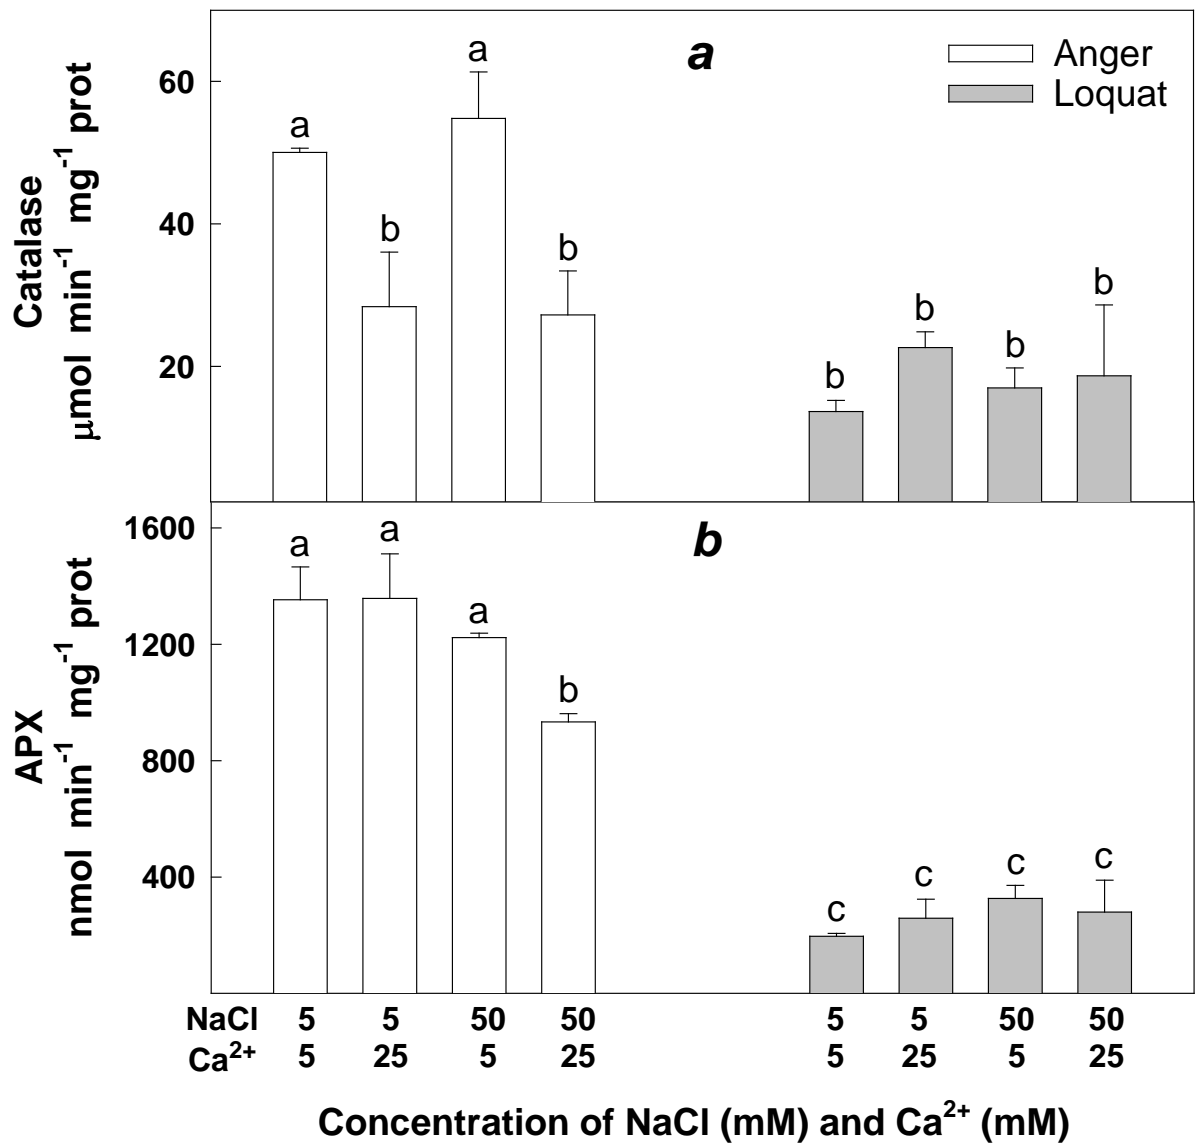 a
Anger
Loquat
Catalase
μmol min⁻¹ mg⁻¹ prot
60
40
20
a
b
a
b
b
b
b
b
b
APX
nmol min⁻¹ mg⁻¹ prot
1600
1200
800
400
a
a
a
b
c
c
c
c
NaCl 5 5 50 50 5 5 50 50
Ca²⁺ 5 25 5 25 5 25 5 25
Concentration of NaCl (mM) and Ca²⁺ (mM)